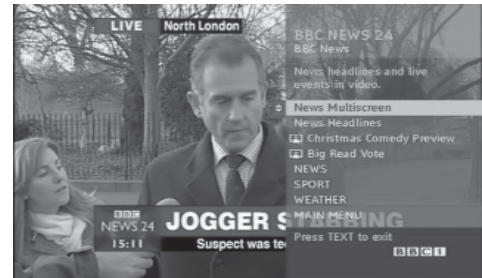 LIVE North London
BBC NEWS 24
BBC News
News headlines and live
events in video.
News Multiscreen
News Headlines
Christmas Comedy Preview
Big Read Vote
NEWS
SPORT
WEATHER
MAIN MENU
Press TEXT to exit
BBC 1
BBC
NEWS 24
15:11
JOGGER STABBING
Suspect was